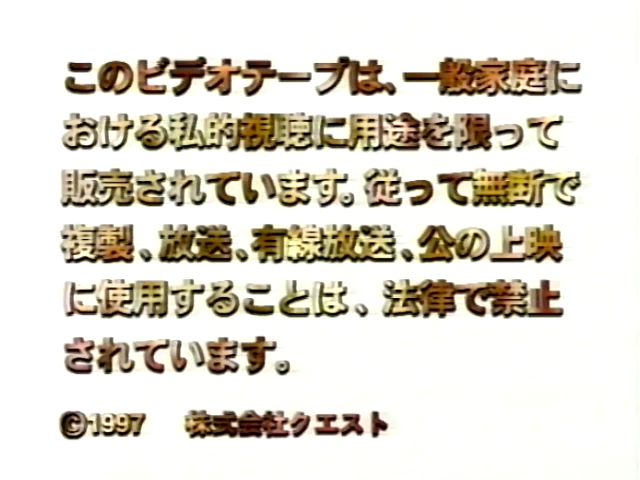 このビデオテープは、一般家庭に
おける私的視聴に用途を限って
販売されています。従って無断で
複製、放送、有線放送、公の上映
に使用することは、法律で禁止
されています。
©1997 株式会社クエスト